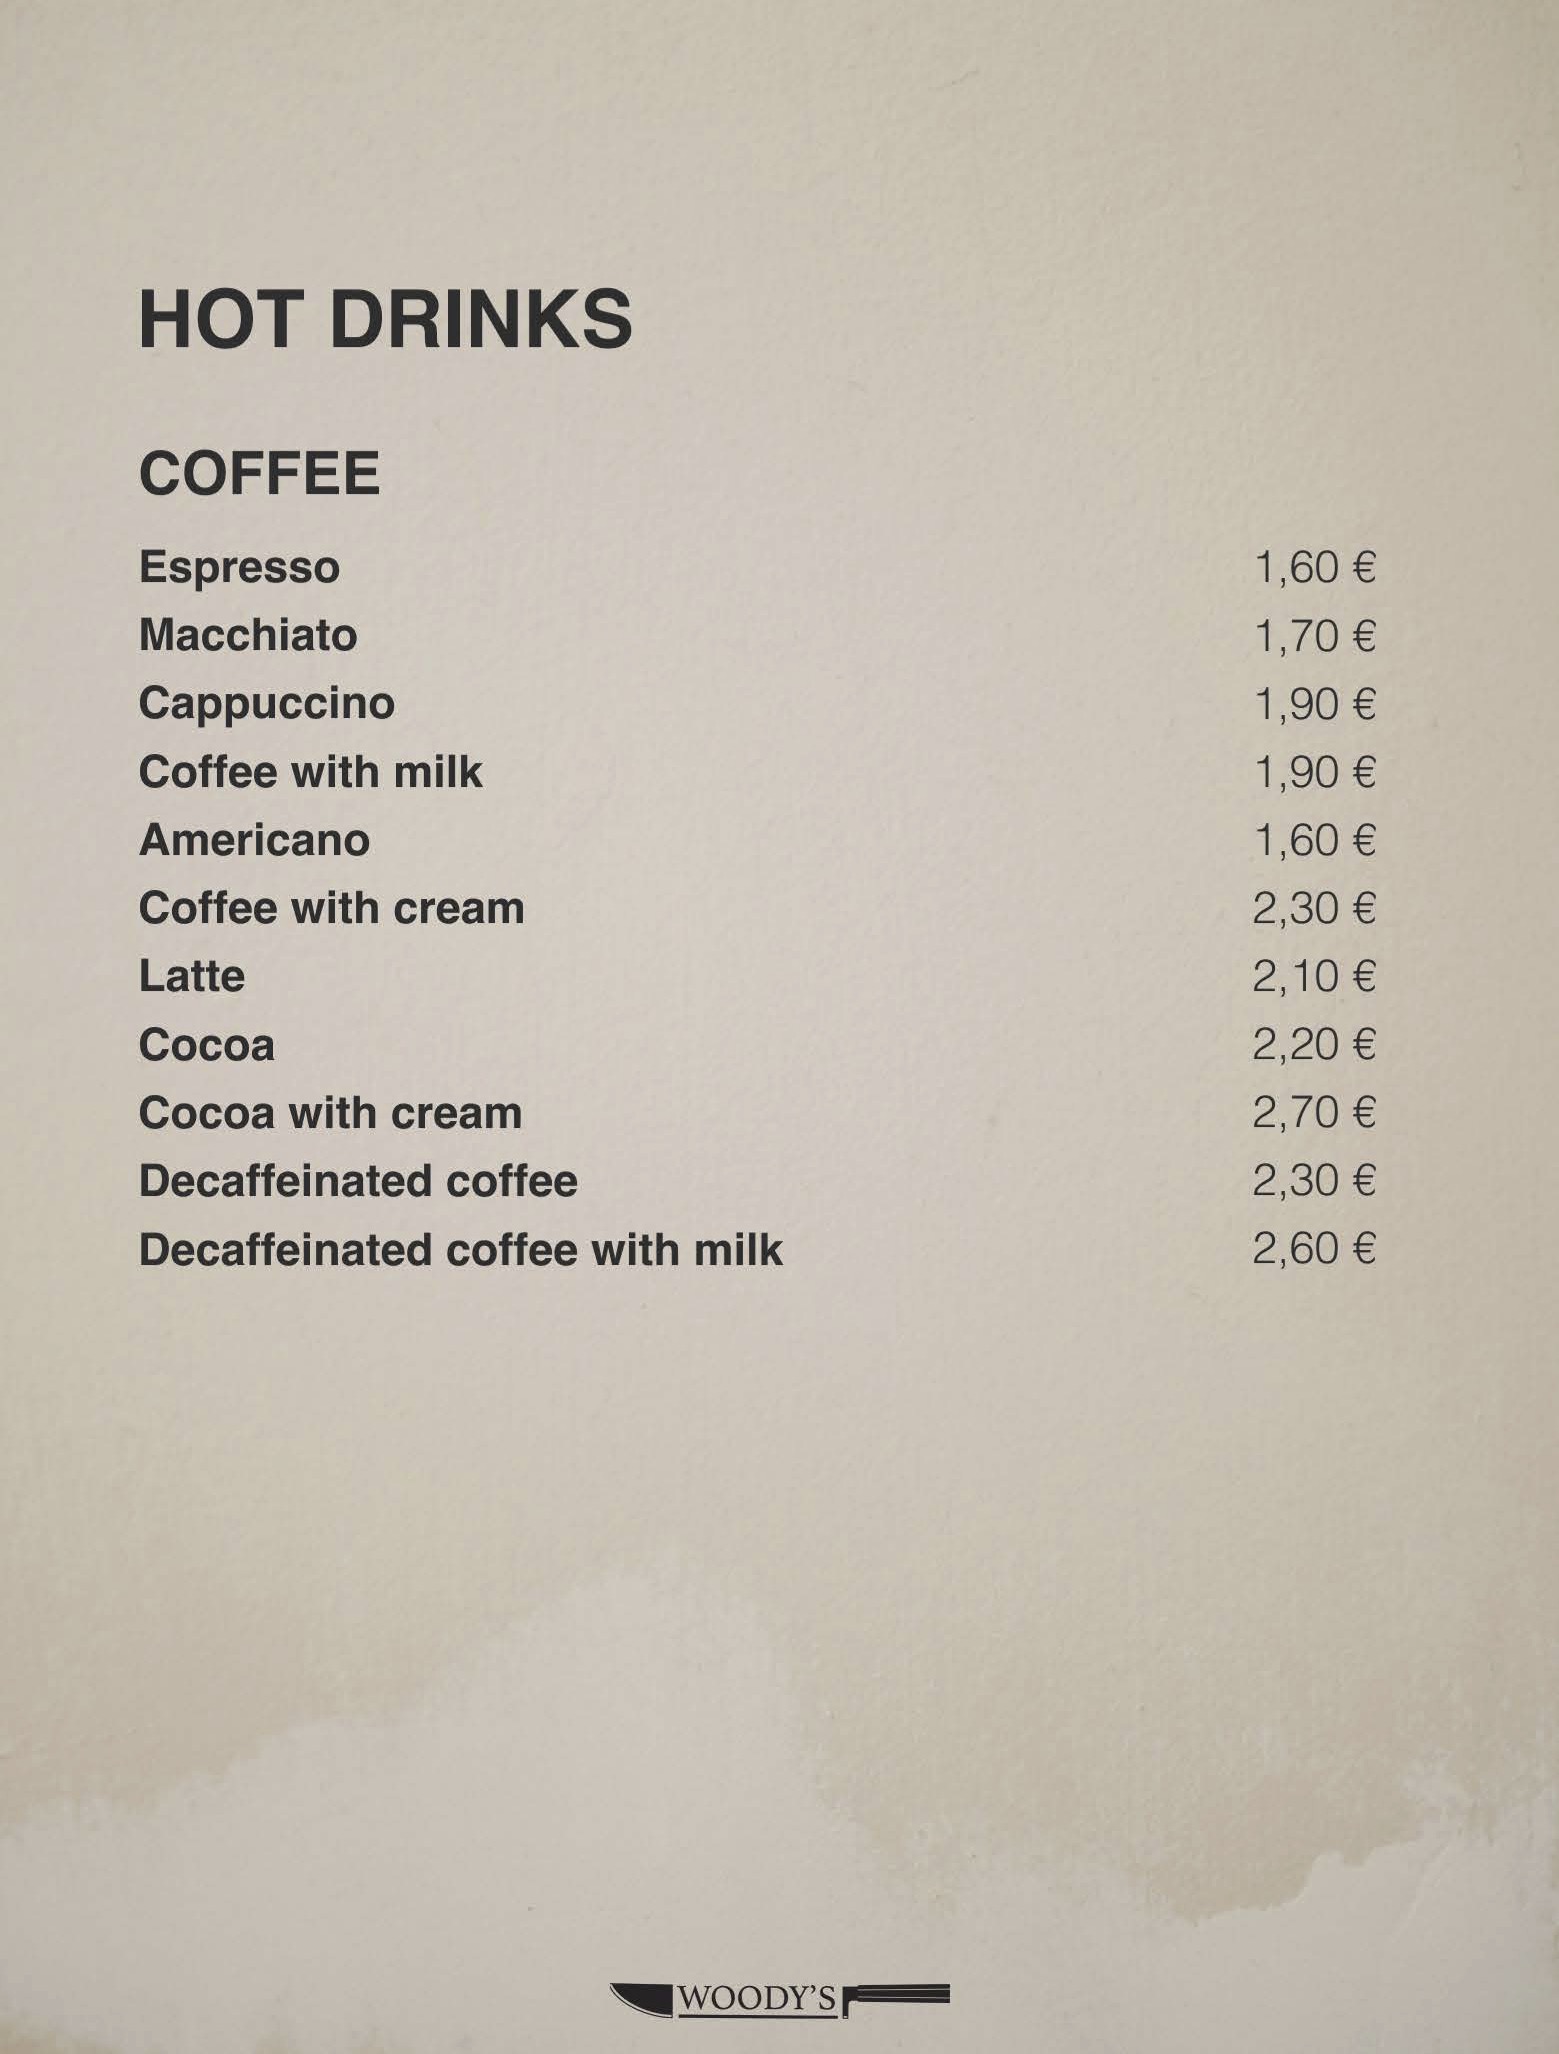 HOT DRINKS
COFFEE
Espresso 1,60 €
Macchiato 1,70 €
Cappuccino 1,90 €
Coffee with milk 1,90 €
Americano 1,60 €
Coffee with cream 2,30 €
Latte 2,10 €
Cocoa 2,20 €
Cocoa with cream 2,70 €
Decaffeinated coffee 2,30 €
Decaffeinated coffee with milk 2,60 €
WOODY'S